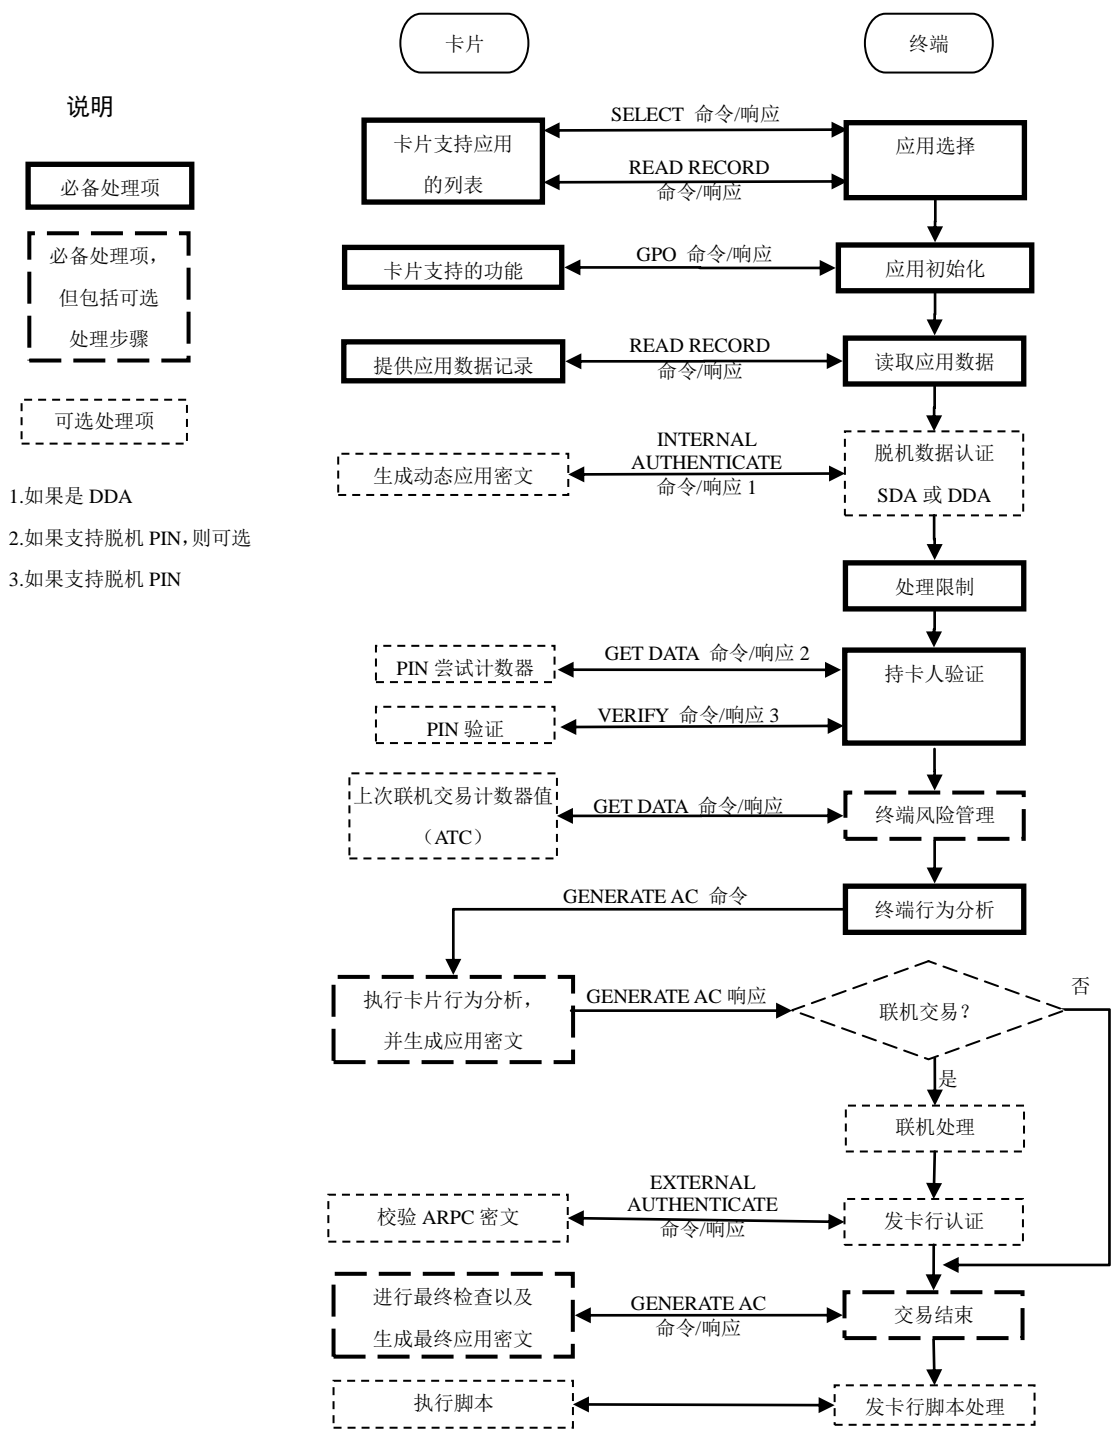 卡片
终端
说明
必备处理项
必备处理项，
但包括可选
处理步骤
可选处理项
1.如果是 DDA
2.如果支持脱机 PIN，则可选
3.如果支持脱机 PIN
卡片支持应用
的列表
SELECT 命令/响应
READ RECORD
命令/响应
应用选择
卡片支持的功能
GPO 命令/响应
应用初始化
提供应用数据记录
READ RECORD
命令/响应
读取应用数据
生成动态应用密文
INTERNAL
AUTHENTICATE
命令/响应 1
脱机数据认证
SDA 或 DDA
处理限制
PIN 尝试计数器
GET DATA 命令/响应 2
持卡人验证
PIN 验证
VERIFY 命令/响应 3
上次联机交易计数器值
（ATC）
GET DATA 命令/响应
终端风险管理
GENERATE AC 命令
终端行为分析
执行卡片行为分析，
并生成应用密文
GENERATE AC 响应
联机交易？
否
是
联机处理
校验 ARPC 密文
EXTERNAL
AUTHENTICATE
命令/响应
发卡行认证
进行最终检查以及
生成最终应用密文
GENERATE AC
命令/响应
交易结束
执行脚本
发卡行脚本处理